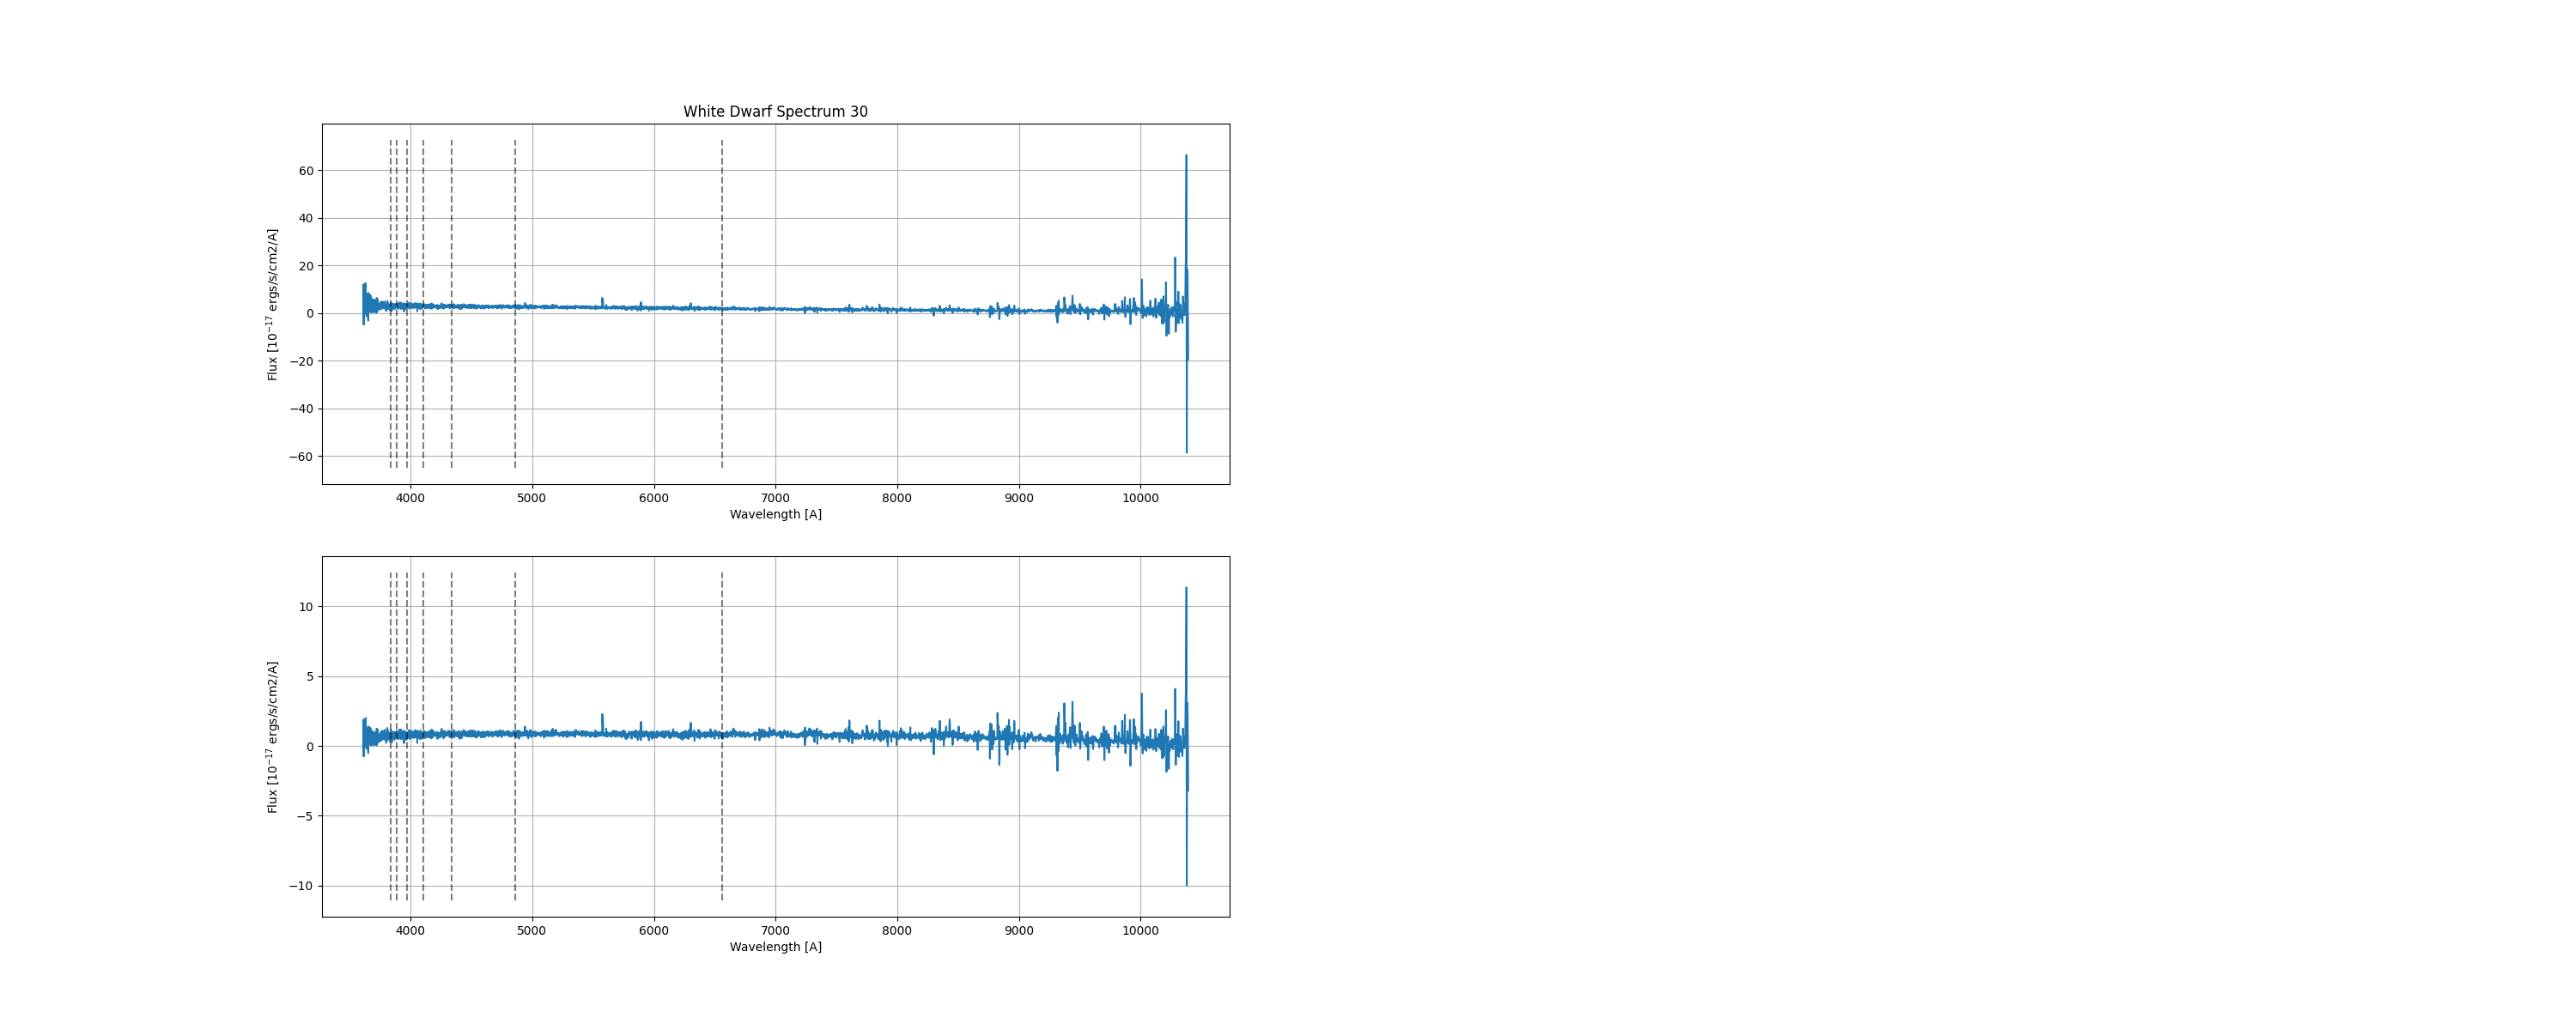 White Dwarf Spectrum 30
60
40
20
0
−20
−40
−60
Flux [10⁻¹⁷ ergs/s/cm2/A]
4000 5000 6000 7000 8000 9000 10000
Wavelength [A]
10
5
0
−5
−10
Flux [10⁻¹⁷ ergs/s/cm2/A]
4000 5000 6000 7000 8000 9000 10000
Wavelength [A]